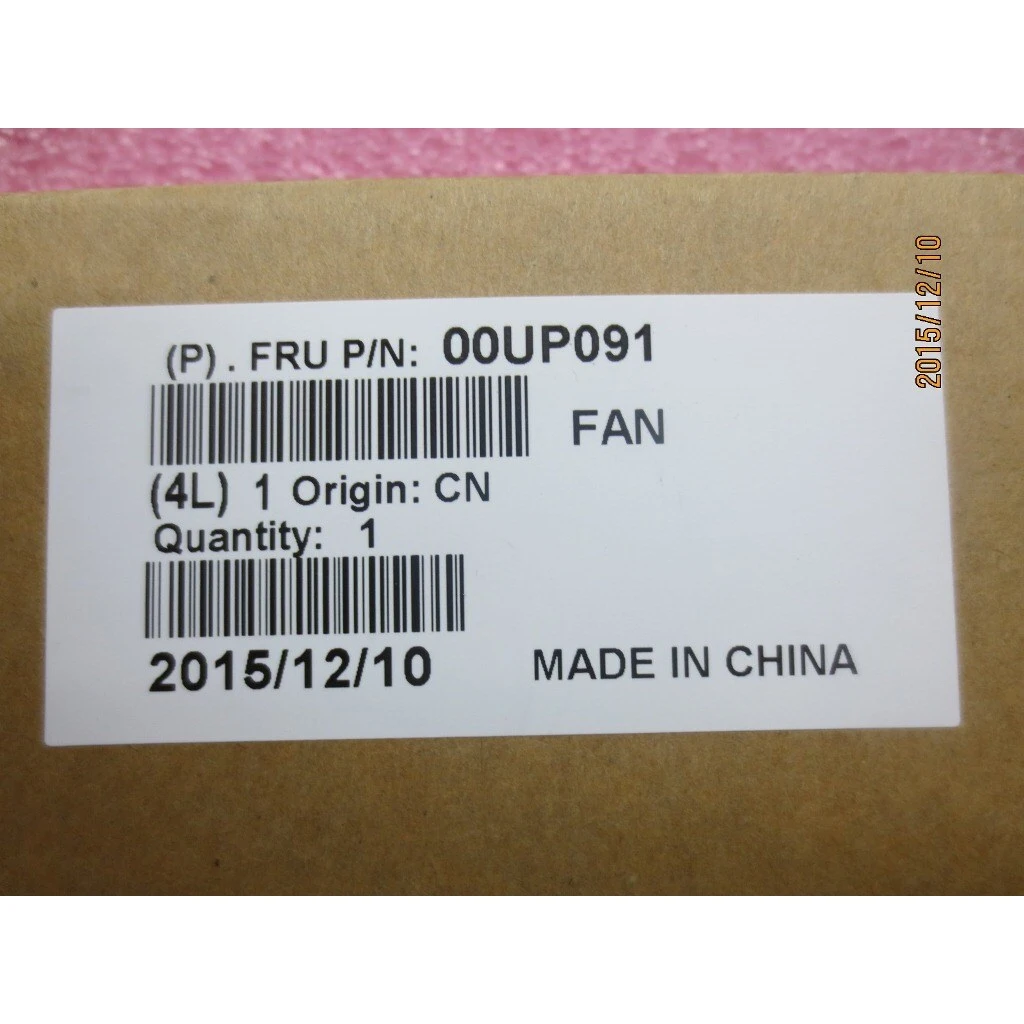 (P) . FRU P/N: 00UP091
FAN
(4L) 1 Origin: CN
Quantity: 1
2015/12/10
MADE IN CHINA
2015/12/10